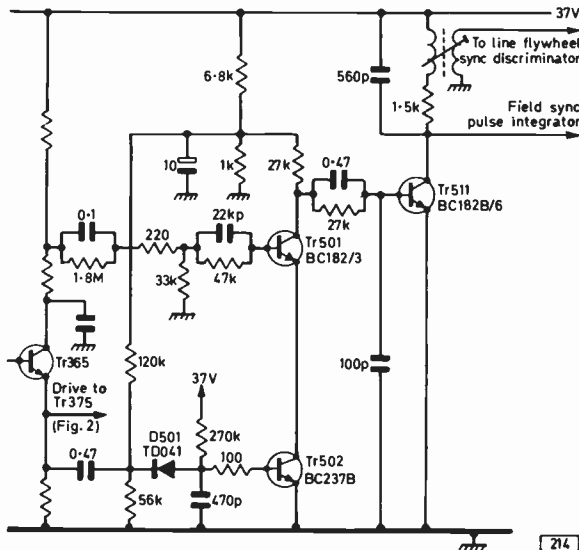 37V
To line flywheel
sync discriminator
560p
6·8k
1·5k
Field sync
pulse integrator
10
1k
27k
0·47
Tr511
BC182B/6
27k
0·1
220
22kp
Tr501
BC182/3
1·8M
33k
47k
Tr365
120k
100p
Drive to
Tr375
(Fig. 2)
37V
D501
TD041
270k
Tr502
BC237B
0·47
100
56k
470p
214